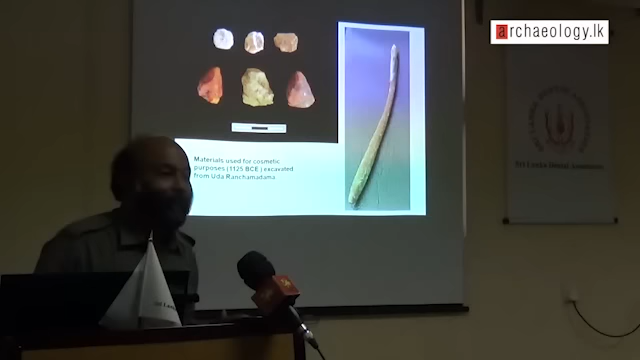 archaeology.lk
Materials used for cosmetic
purposes (1125 BCE) excavated
from Uda Ranchamadama